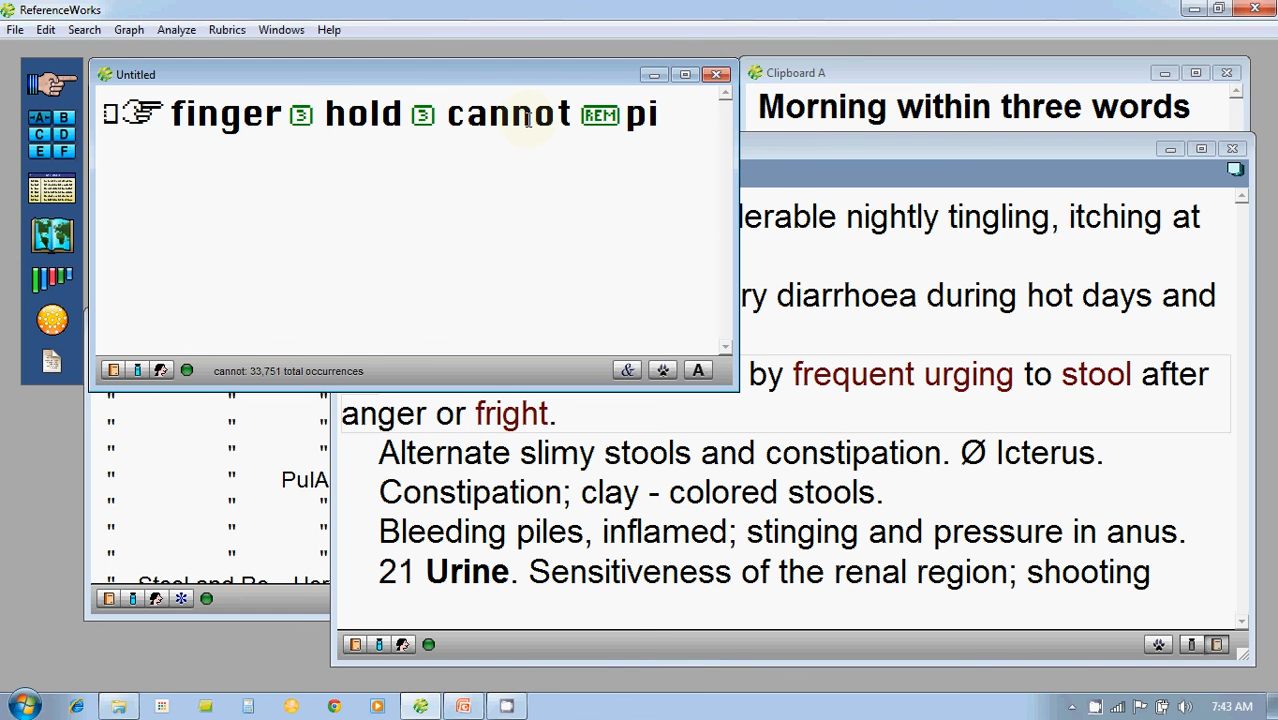 ReferenceWorks
File Edit Search Graph Analyze Rubrics Windows Help
Untitled
finger 3 hold 3 cannot REM pi
cannot: 33,751 total occurrences
& A
-A- B
C D
E F
Clipboard A
Morning within three words
derable nightly tingling, itching at
ry diarrhoea during hot days and
by frequent urging to stool after
anger or fright.
Alternate slimy stools and constipation. Ø Icterus.
Constipation; clay - colored stools.
Bleeding piles, inflamed; stinging and pressure in anus.
21 Urine. Sensitiveness of the renal region; shooting
" " "
" " "
" " "
" " PulA
" " "
" " "
" " "
" Stool and Re
7:43 AM